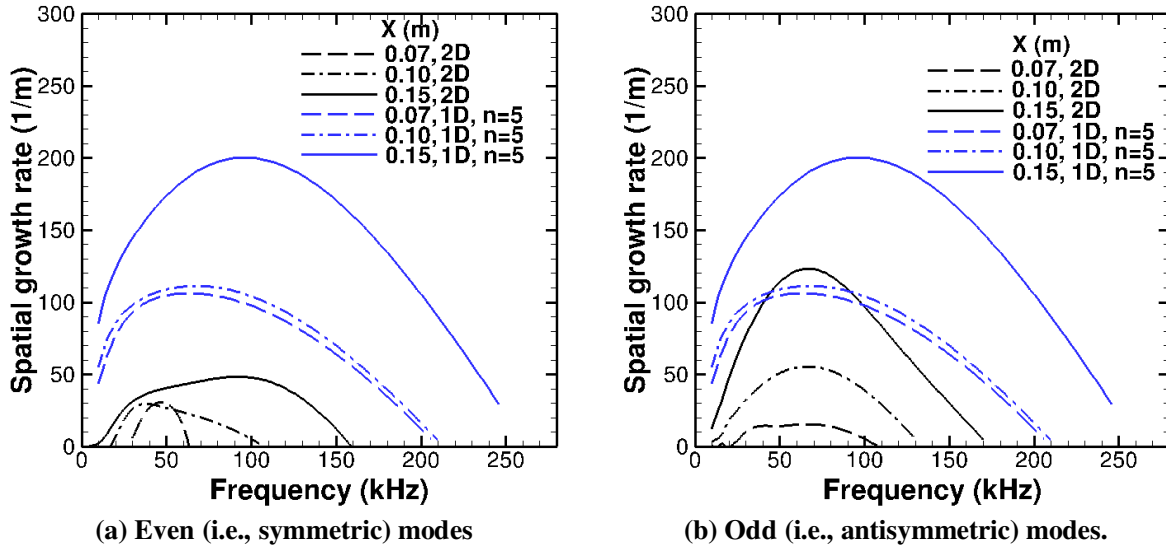 300
250
200
150
100
50
0
Spatial growth rate (1/m)
X (m)
0.07, 2D
0.10, 2D
0.15, 2D
0.07, 1D, n=5
0.10, 1D, n=5
0.15, 1D, n=5
0 50 100 150 200 250
Frequency (kHz)
(a) Even (i.e., symmetric) modes
300
250
200
150
100
50
0
Spatial growth rate (1/m)
X (m)
0.07, 2D
0.10, 2D
0.15, 2D
0.07, 1D, n=5
0.10, 1D, n=5
0.15, 1D, n=5
0 50 100 150 200 250
Frequency (kHz)
(b) Odd (i.e., antisymmetric) modes.